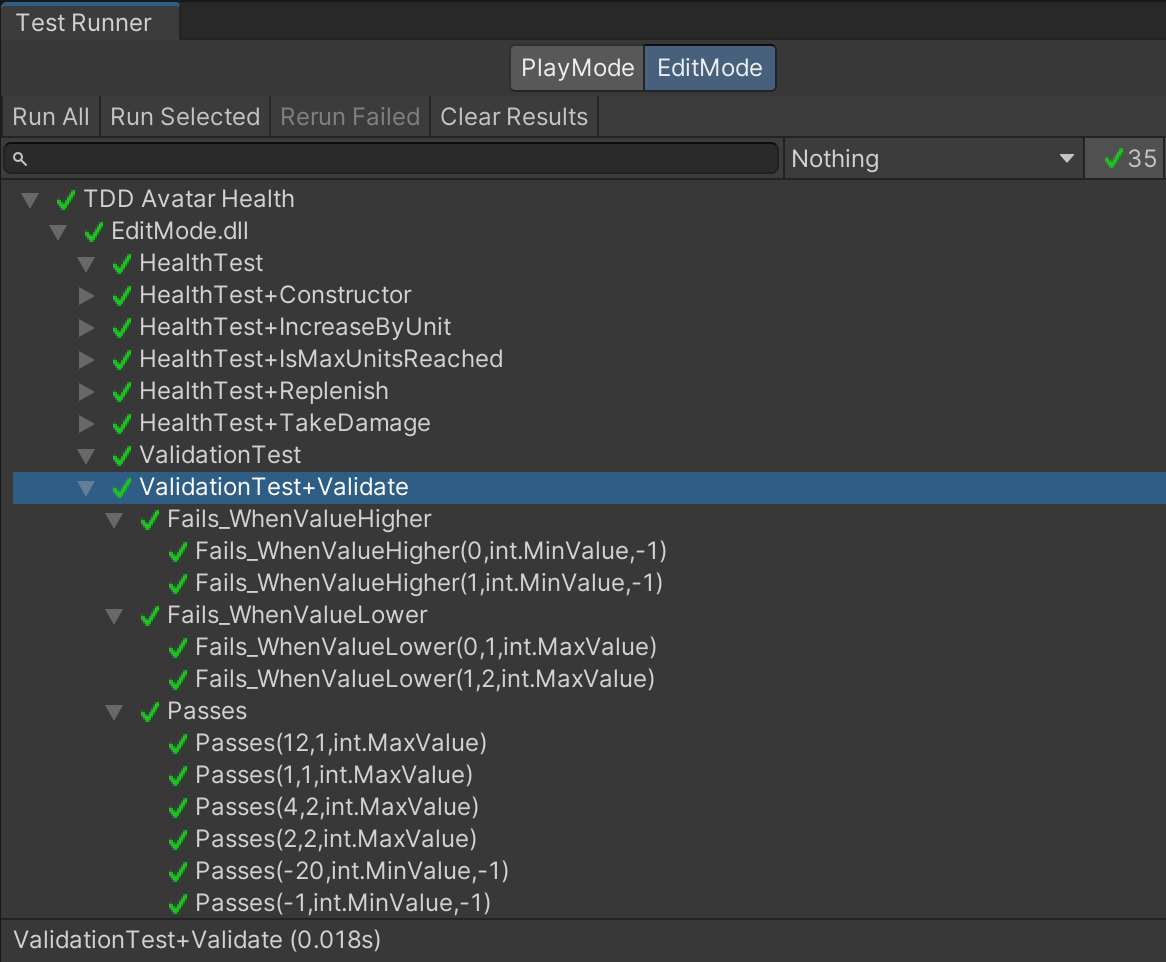 Test Runner
PlayMode EditMode
Run All Run Selected Rerun Failed Clear Results
Nothing 35
TDD Avatar Health
EditMode.dll
HealthTest
HealthTest+Constructor
HealthTest+IncreaseByUnit
HealthTest+IsMaxUnitsReached
HealthTest+Replenish
HealthTest+TakeDamage
ValidationTest
ValidationTest+Validate
Fails_WhenValueHigher
Fails_WhenValueHigher(0,int.MinValue,-1)
Fails_WhenValueHigher(1,int.MinValue,-1)
Fails_WhenValueLower
Fails_WhenValueLower(0,1,int.MaxValue)
Fails_WhenValueLower(1,2,int.MaxValue)
Passes
Passes(12,1,int.MaxValue)
Passes(1,1,int.MaxValue)
Passes(4,2,int.MaxValue)
Passes(2,2,int.MaxValue)
Passes(-20,int.MinValue,-1)
Passes(-1,int.MinValue,-1)
ValidationTest+Validate (0.018s)